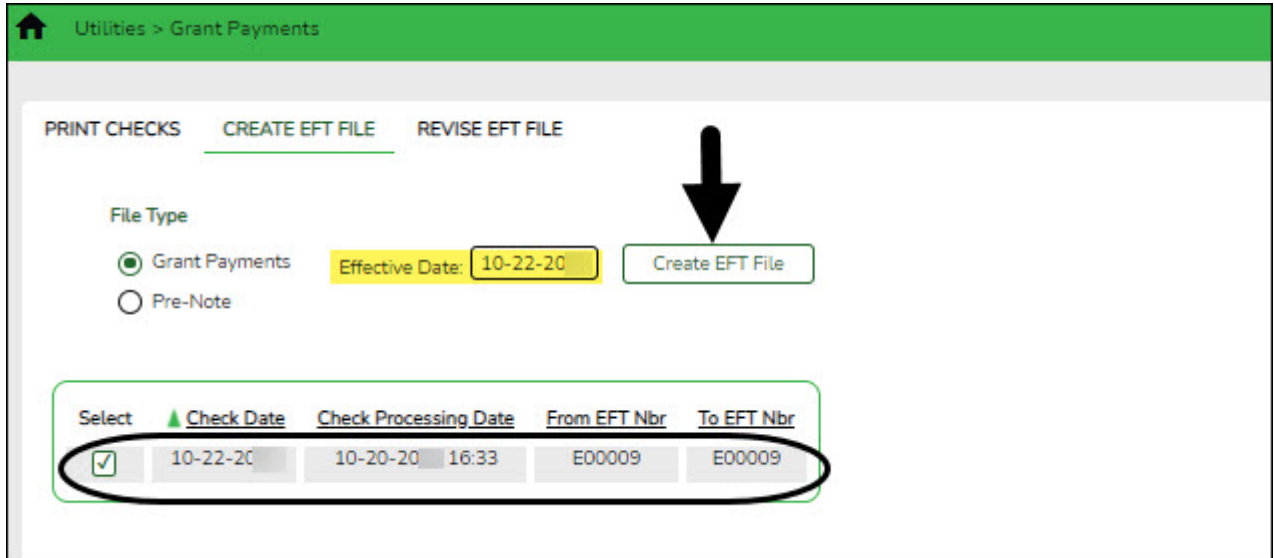 Utilities > Grant Payments
PRINT CHECKS CREATE EFT FILE REVISE EFT FILE
File Type
Grant Payments Effective Date: 10-22-20 Create EFT File
Pre-Note
Select Check Date Check Processing Date From EFT Nbr To EFT Nbr
10-22-20 10-20-20 16:33 E00009 E00009